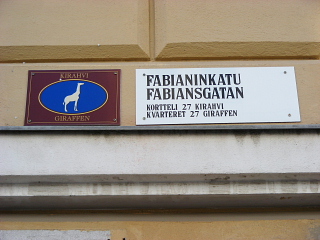 KIRAHVI
GIRAFFEN
FABIANINKATU
FABIANSGATAN
KORTTELI 27 KIRAHVI
KVARTERET 27 GIRAFFEN